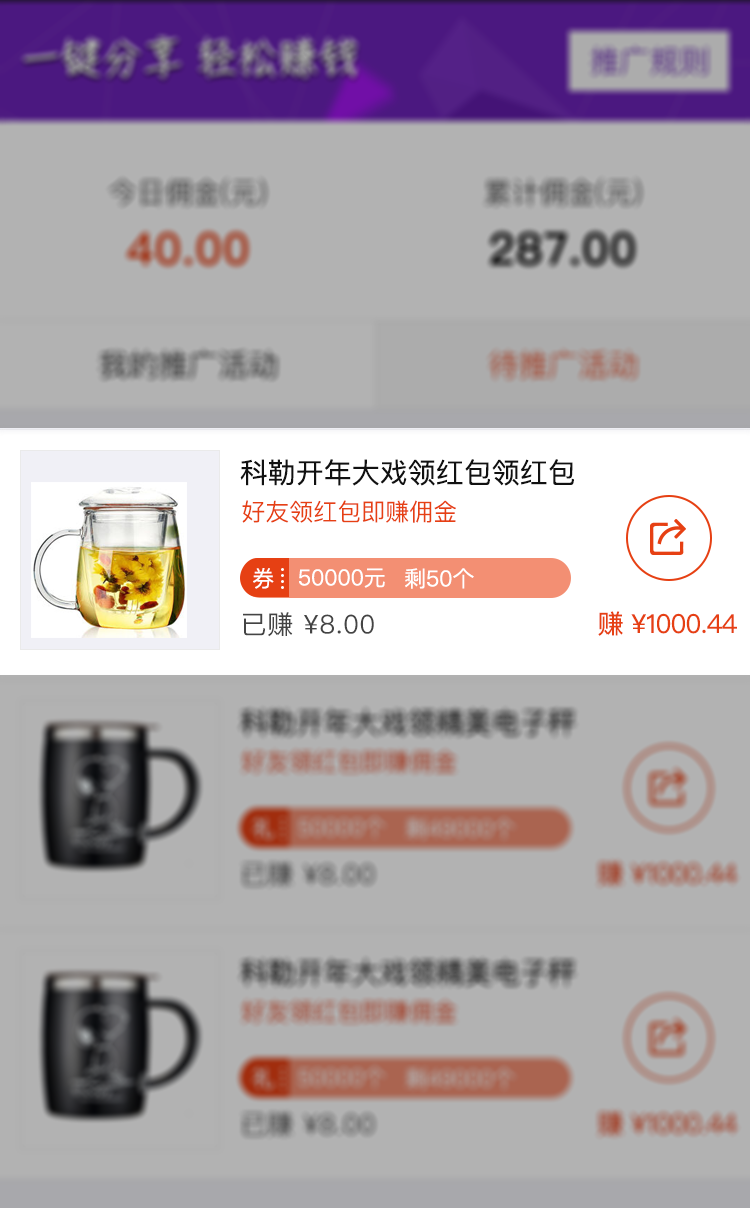 一键分享 轻松赚钱
推广规则
今日佣金(元)
累计佣金(元)
40.00
287.00
我的推广活动
待推广活动
科勒开年大戏领红包领红包
好友领红包即赚佣金
券 50000元 剩50个
已赚 ¥8.00
赚 ¥1000.44
科勒开年大戏领精美电子秤
好友领红包即赚佣金
礼 50000个 剩49000个
已赚 ¥8.00
赚 ¥1000.44
科勒开年大戏领精美电子秤
好友领红包即赚佣金
礼 50000个 剩49000个
已赚 ¥8.00
赚 ¥1000.44